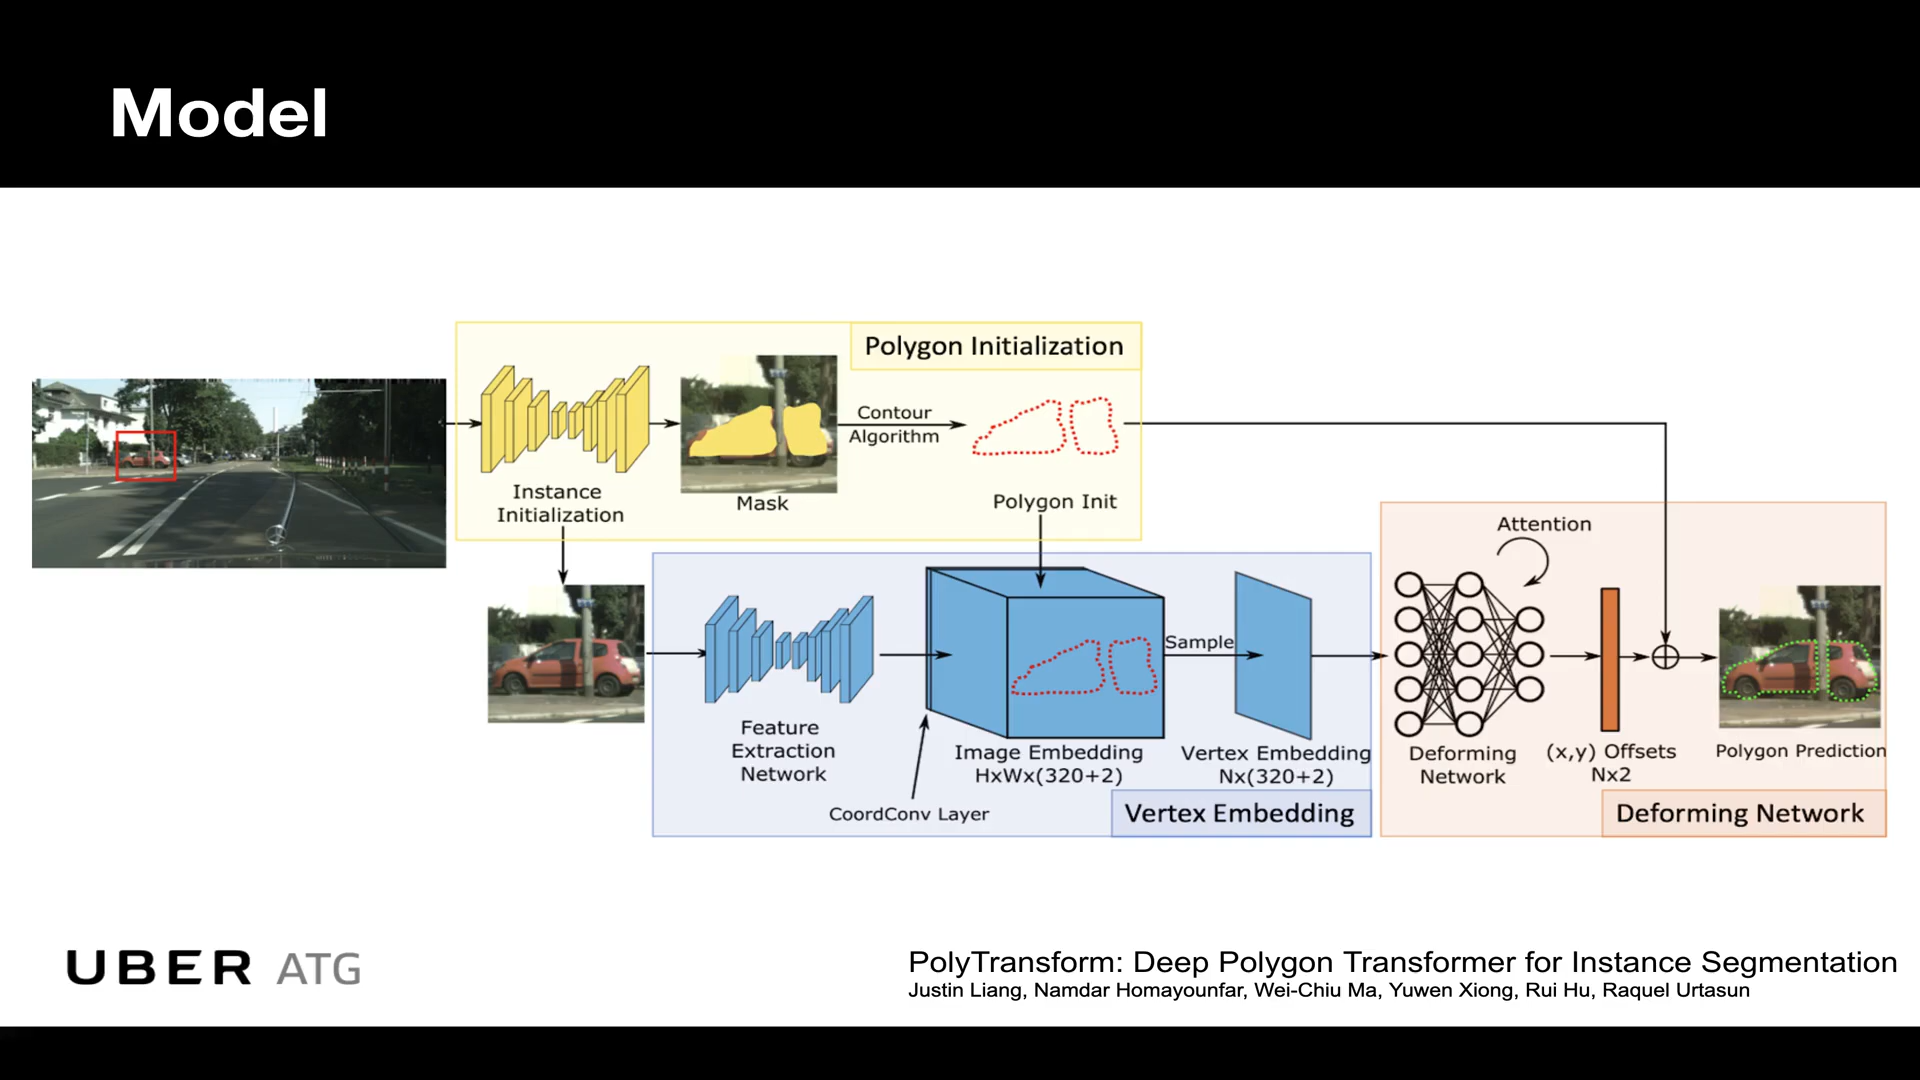 Model
Polygon Initialization
Instance
Initialization
Mask
Contour
Algorithm
Polygon Init
Feature
Extraction
Network
CoordConv Layer
Image Embedding
HxWx(320+2)
Sample
Vertex Embedding
Nx(320+2)
Vertex Embedding
Attention
Deforming
Network
(x,y) Offsets
Nx2
Polygon Prediction
Deforming Network
UBER ATG
PolyTransform: Deep Polygon Transformer for Instance Segmentation
Justin Liang, Namdar Homayounfar, Wei-Chiu Ma, Yuwen Xiong, Rui Hu, Raquel Urtasun